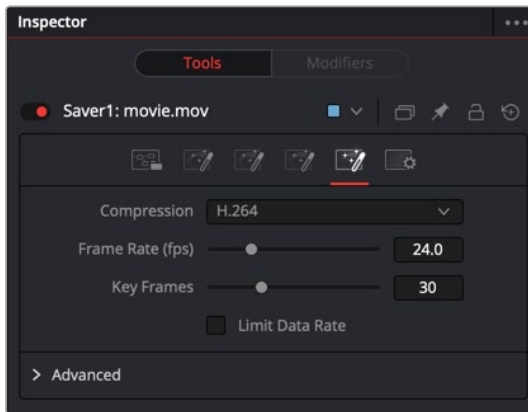 Inspector
Tools Modifiers
Saver1: movie.mov
Compression H.264
Frame Rate (fps) 24.0
Key Frames 30
Limit Data Rate
Advanced